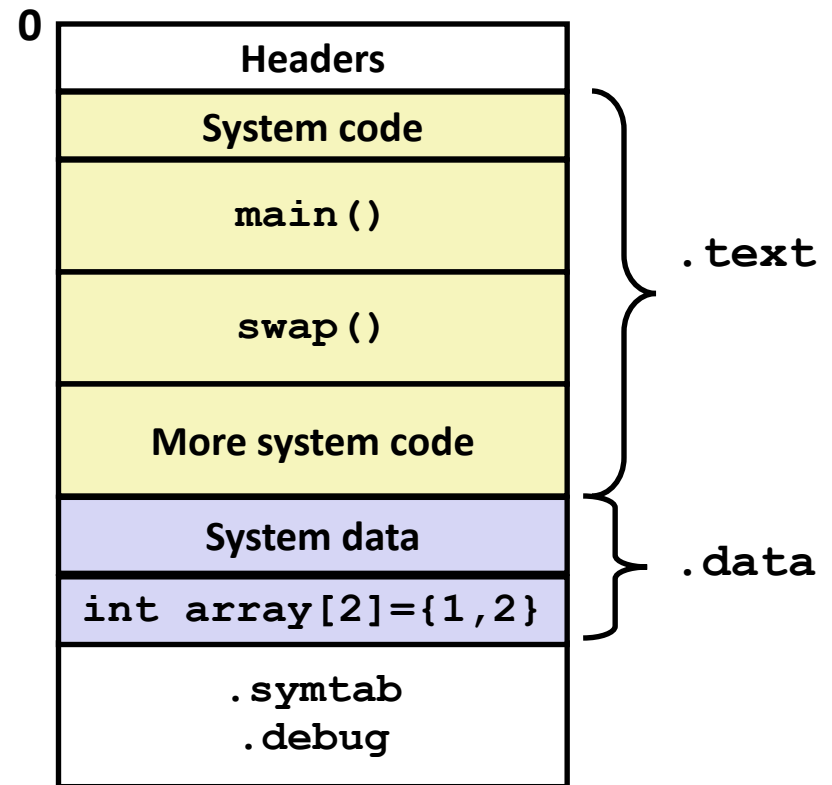 0
Headers
System code
main()
swap()
More system code
.text
System data
int array[2]={1,2}
.data
.symtab
.debug